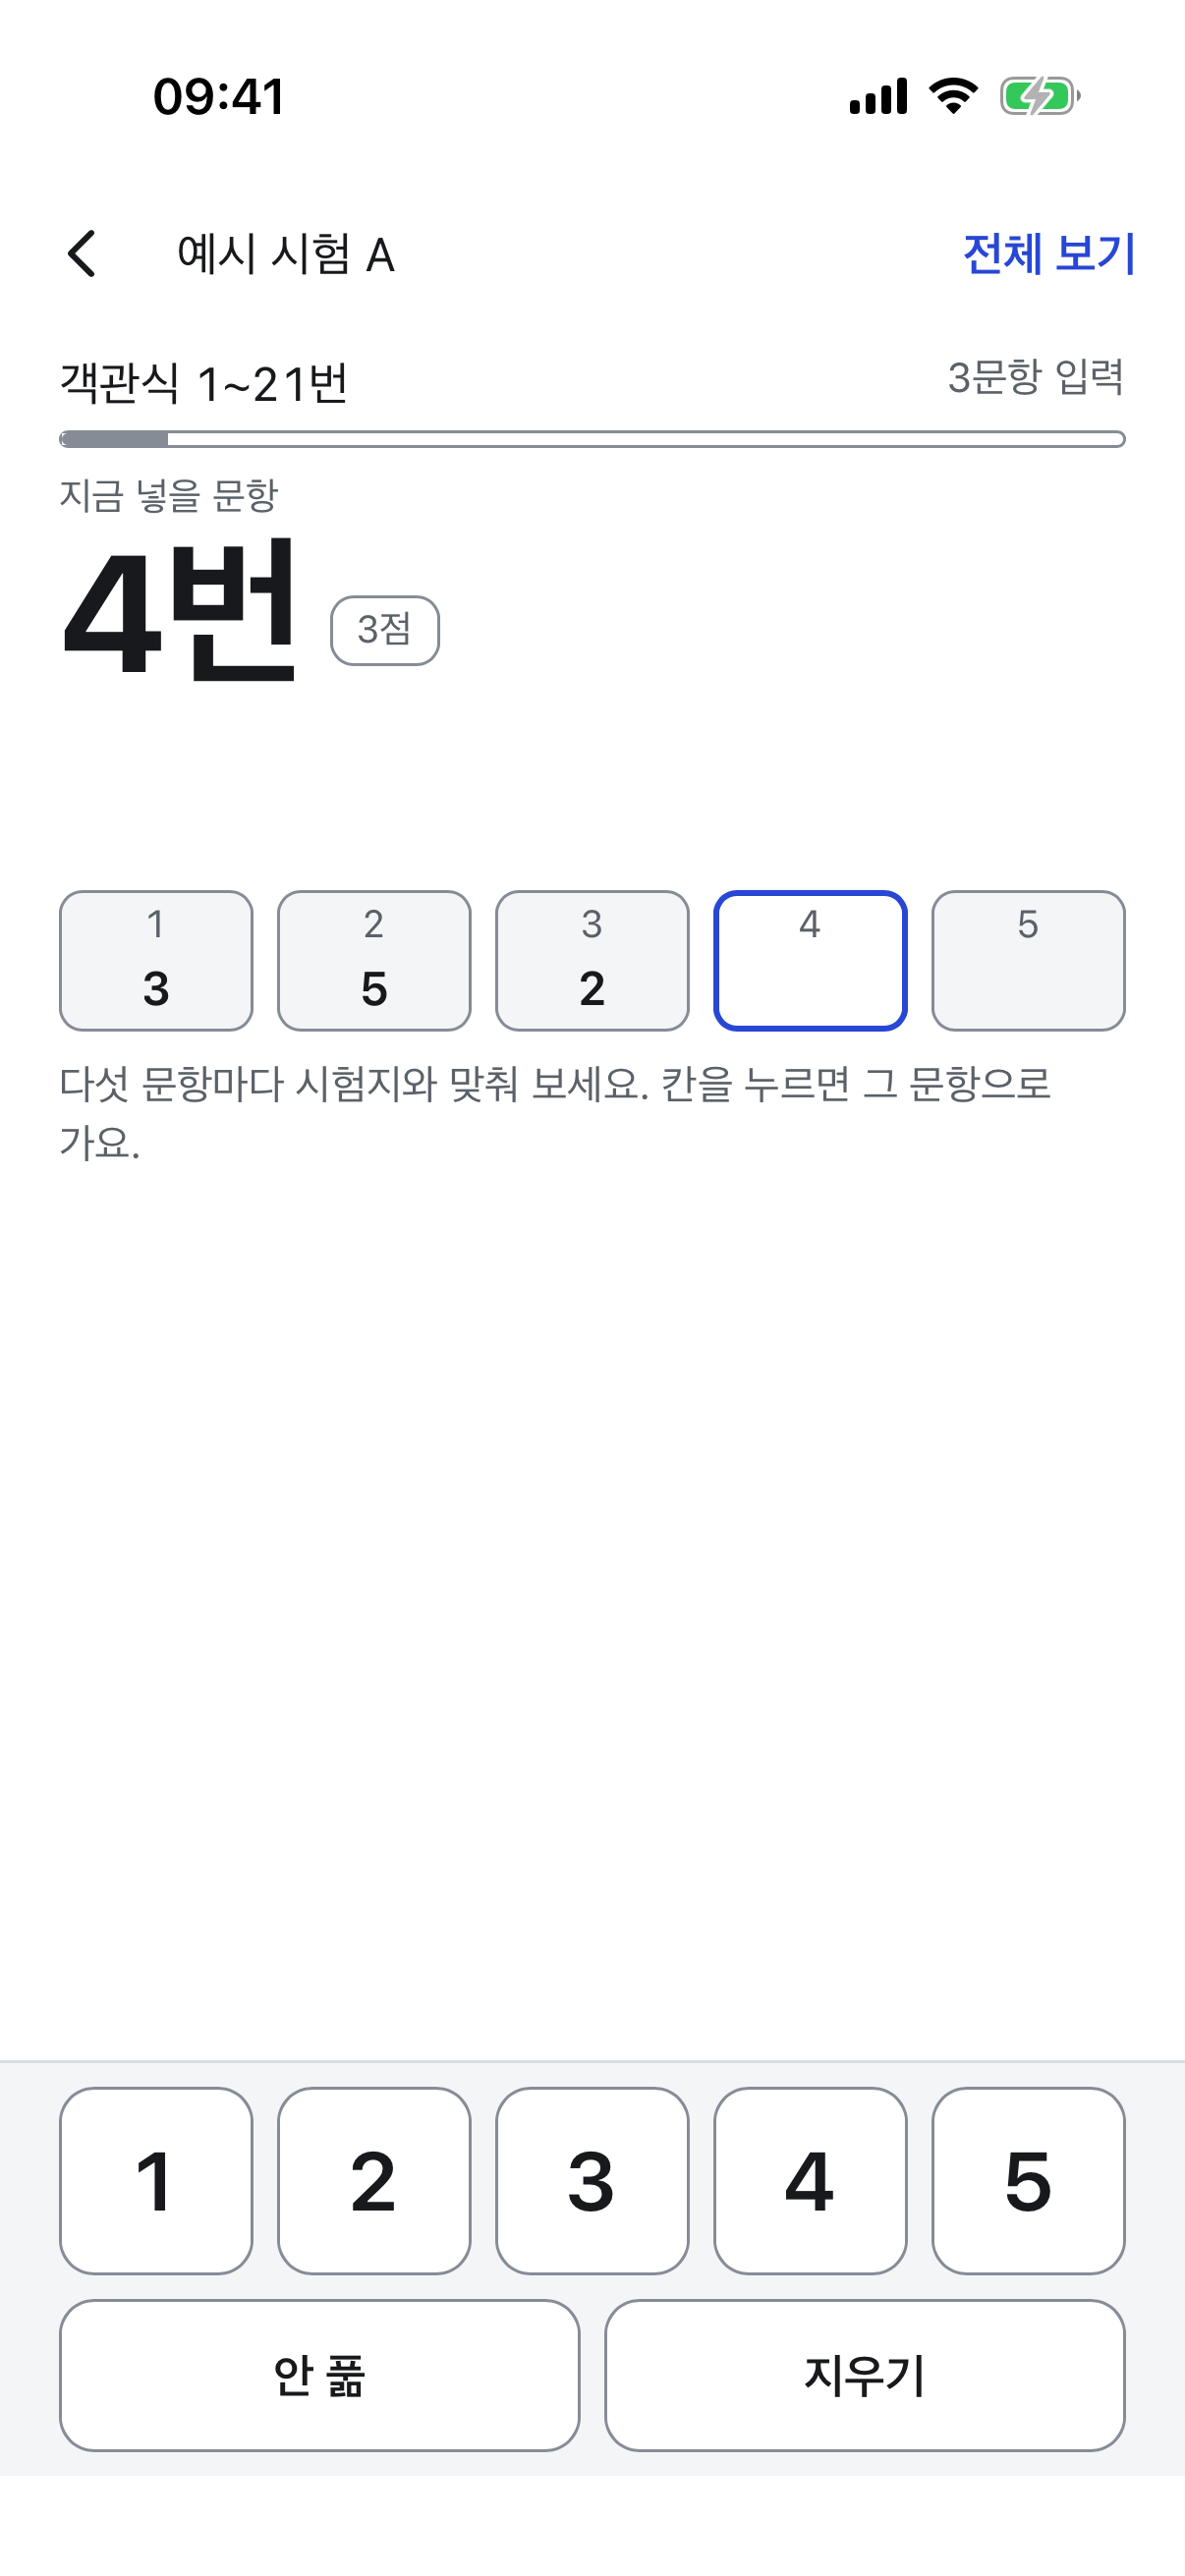 09:41
예시 시험 A
전체 보기
객관식 1~21번
3문항 입력
지금 넣을 문항
4번
3점
1 2 3 4 5
3 5 2
다섯 문항마다 시험지와 맞춰 보세요. 칸을 누르면 그 문항으로
가요.
1 2 3 4 5
안 풂
지우기